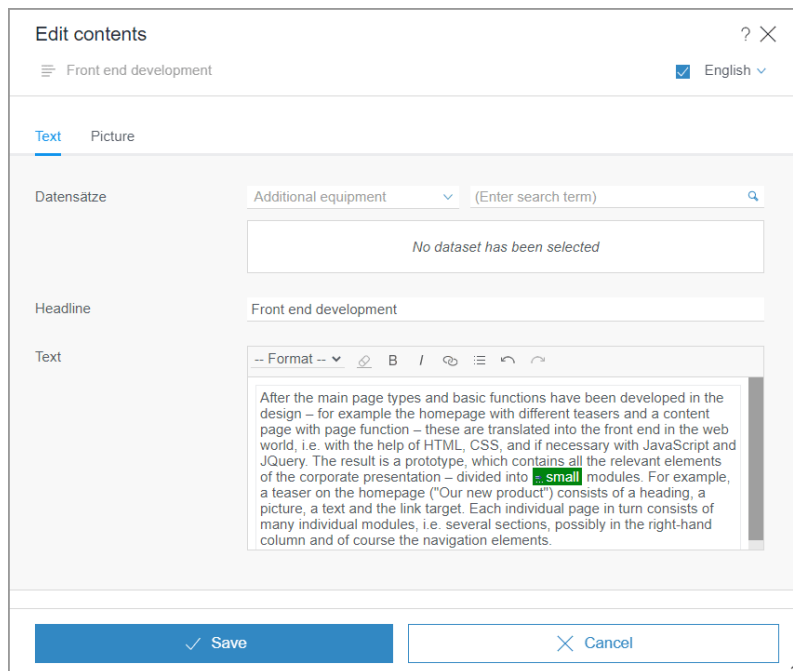 Edit contents
?
Front end development
English
Text Picture
Datensätze
Additional equipment
(Enter search term)
No dataset has been selected
Headline
Front end development
Text
-- Format --
B I
After the main page types and basic functions have been developed in the
design – for example the homepage with different teasers and a content
page with page function – these are translated into the front end in the web
world, i.e. with the help of HTML, CSS, and if necessary with JavaScript and
JQuery. The result is a prototype, which contains all the relevant elements
of the corporate presentation – divided into small modules. For example,
a teaser on the homepage ("Our new product") consists of a heading, a
picture, a text and the link target. Each individual page in turn consists of
many individual modules, i.e. several sections, possibly in the right-hand
column and of course the navigation elements.
Save
Cancel